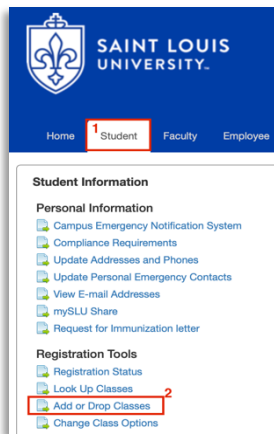 SAINT LOUIS
UNIVERSITY™
Home 1 Student Faculty Employee
Student Information
Personal Information
Campus Emergency Notification System
Compliance Requirements
Update Addresses and Phones
Update Personal Emergency Contacts
View E-mail Addresses
mySLU Share
Request for Immunization letter
Registration Tools
Registration Status
Look Up Classes
2
Add or Drop Classes
Change Class Options